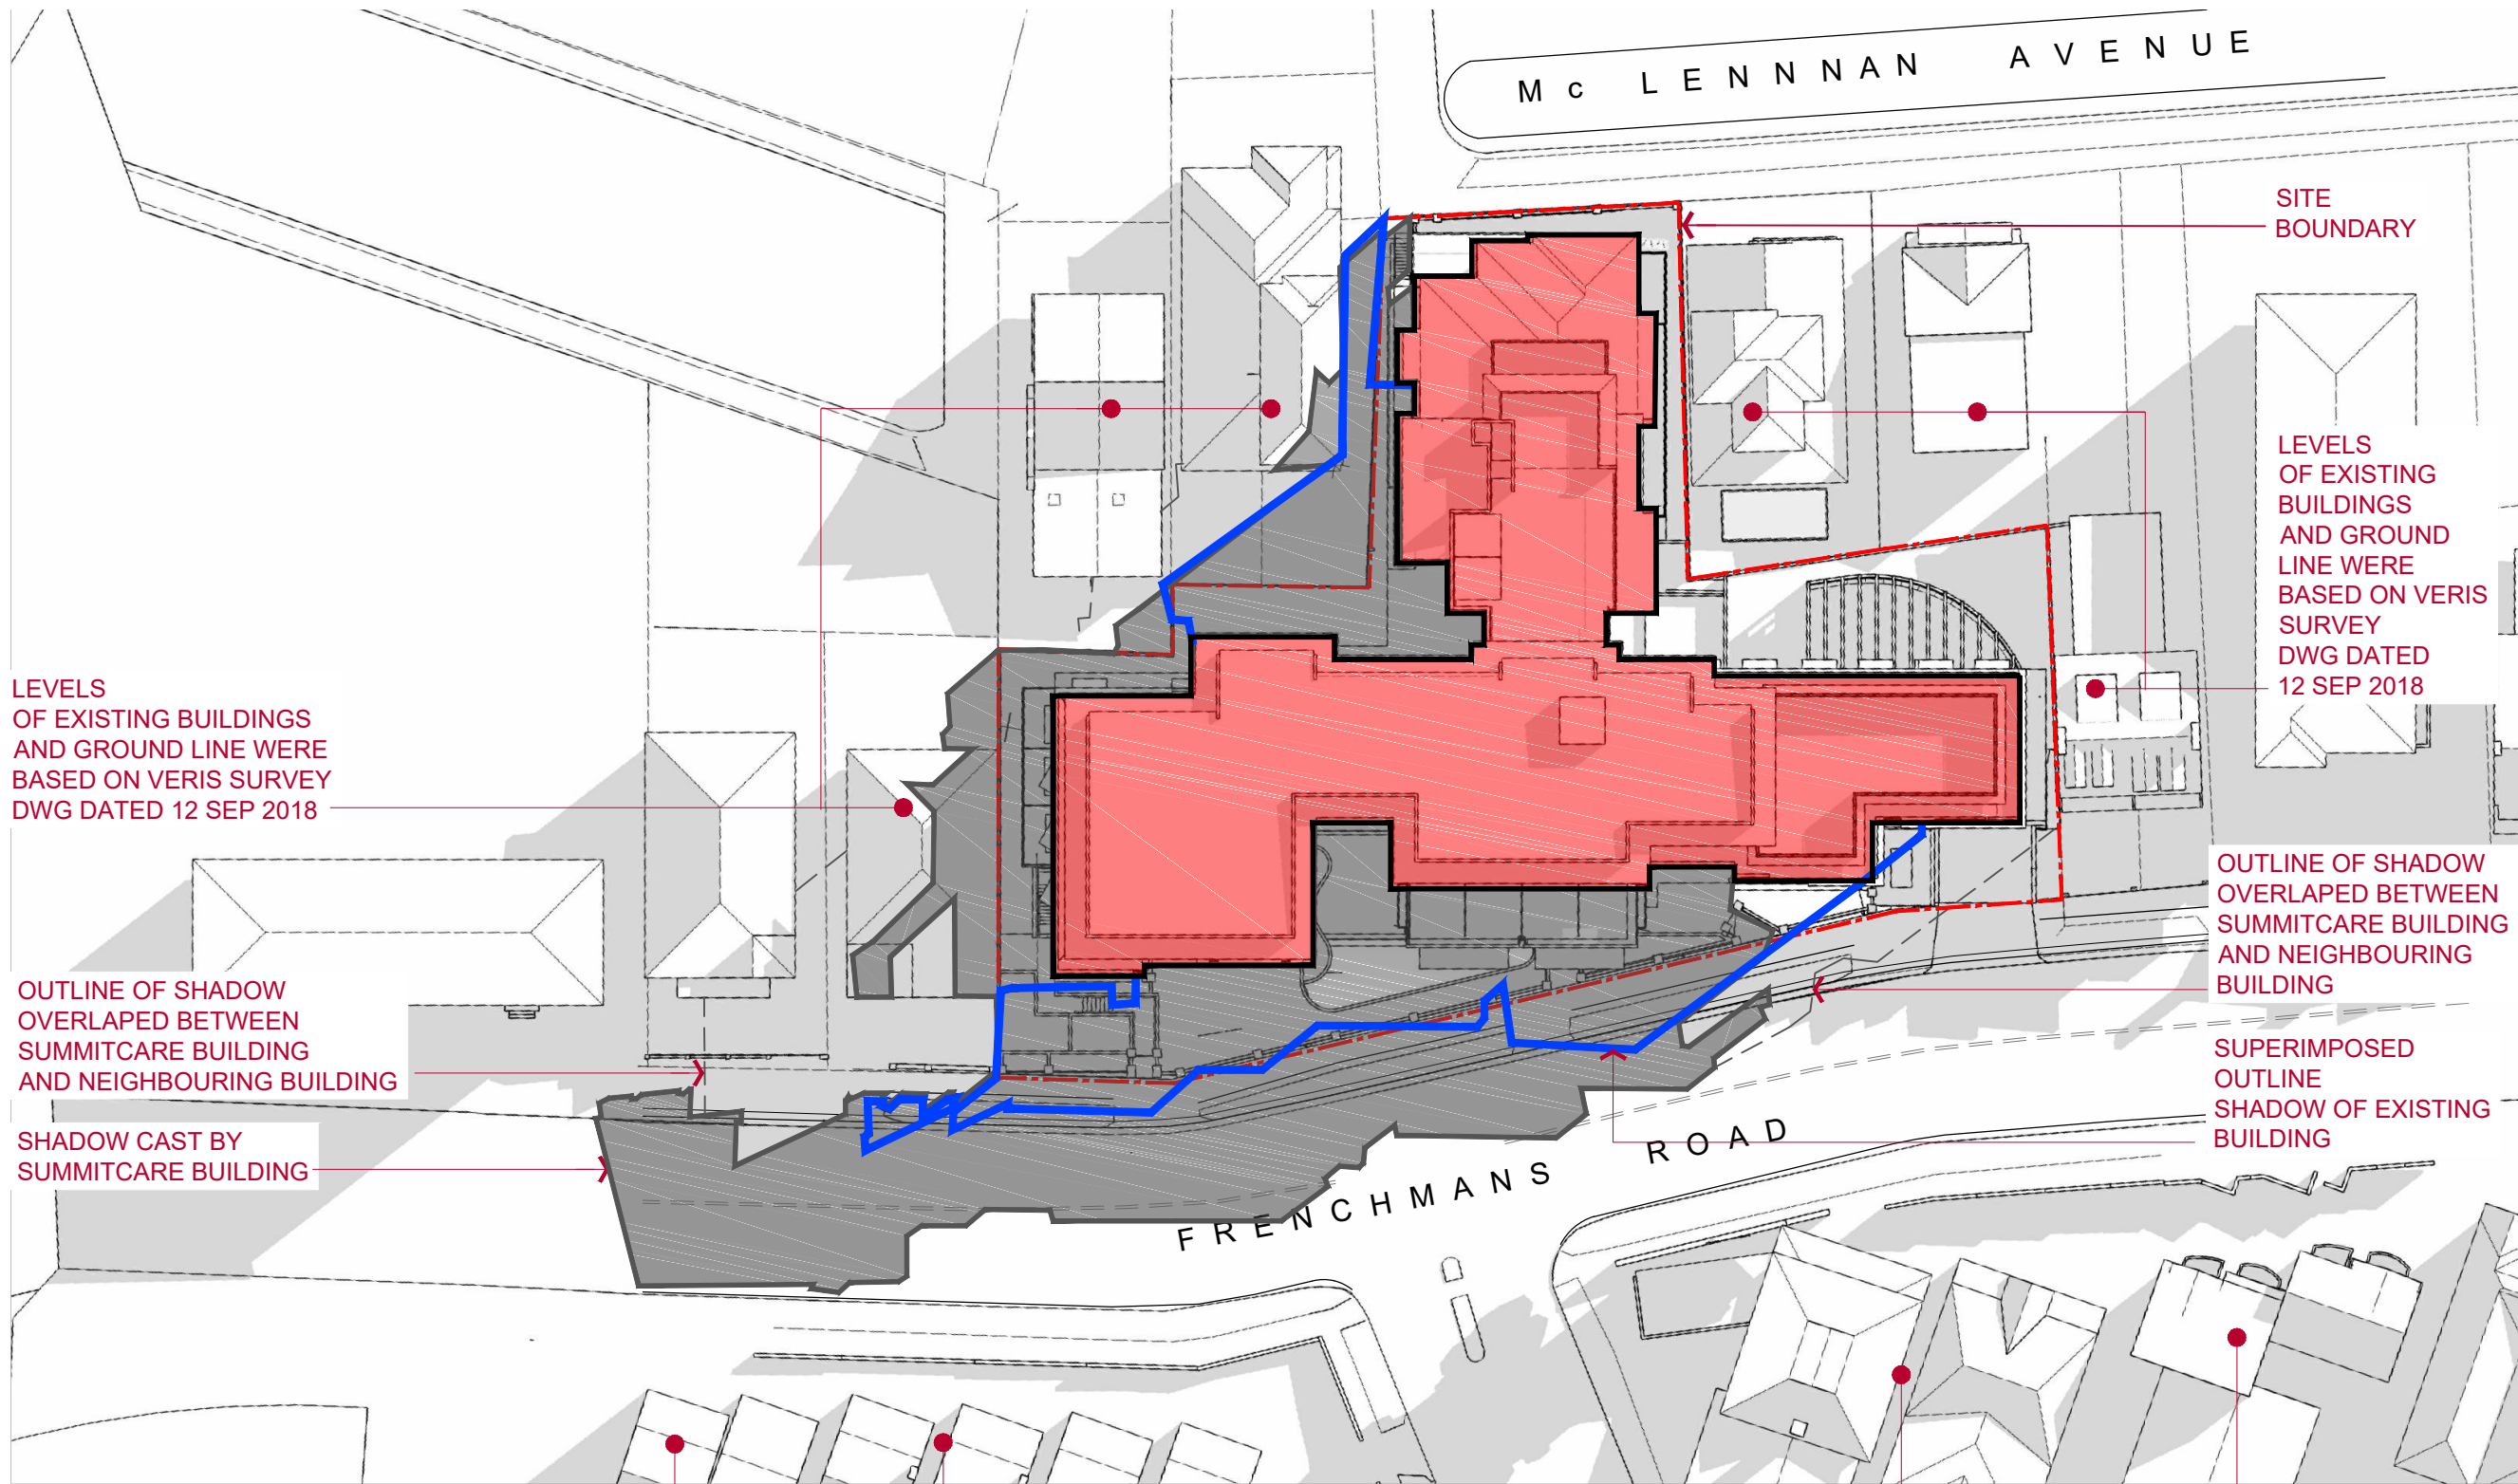 Mc LENNNAN AVENUE
SITE
BOUNDARY
LEVELS
OF EXISTING
BUILDINGS
AND GROUND
LINE WERE
BASED ON VERIS
SURVEY
DWG DATED
12 SEP 2018
LEVELS
OF EXISTING BUILDINGS
AND GROUND LINE WERE
BASED ON VERIS SURVEY
DWG DATED 12 SEP 2018
OUTLINE OF SHADOW
OVERLAPED BETWEEN
SUMMITCARE BUILDING
AND NEIGHBOURING
BUILDING
OUTLINE OF SHADOW
OVERLAPED BETWEEN
SUMMITCARE BUILDING
AND NEIGHBOURING BUILDING
SUPERIMPOSED
OUTLINE
SHADOW OF EXISTING
BUILDING
SHADOW CAST BY
SUMMITCARE BUILDING
FRENCHMANS ROAD